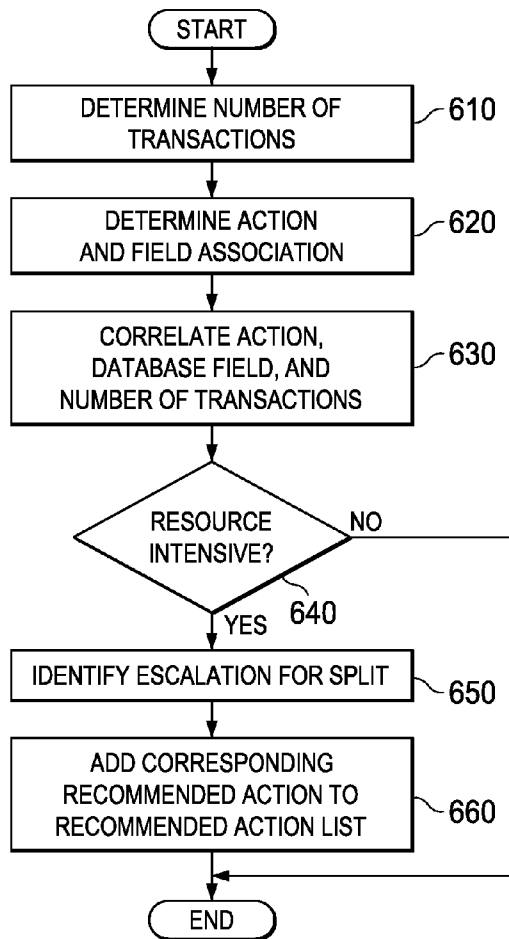 START
DETERMINE NUMBER OF
TRANSACTIONS
610
DETERMINE ACTION
AND FIELD ASSOCIATION
620
CORRELATE ACTION,
DATABASE FIELD, AND
NUMBER OF TRANSACTIONS
630
RESOURCE
INTENSIVE?
NO
640
YES
IDENTIFY ESCALATION FOR SPLIT
650
ADD CORRESPONDING
RECOMMENDED ACTION TO
RECOMMENDED ACTION LIST
660
END